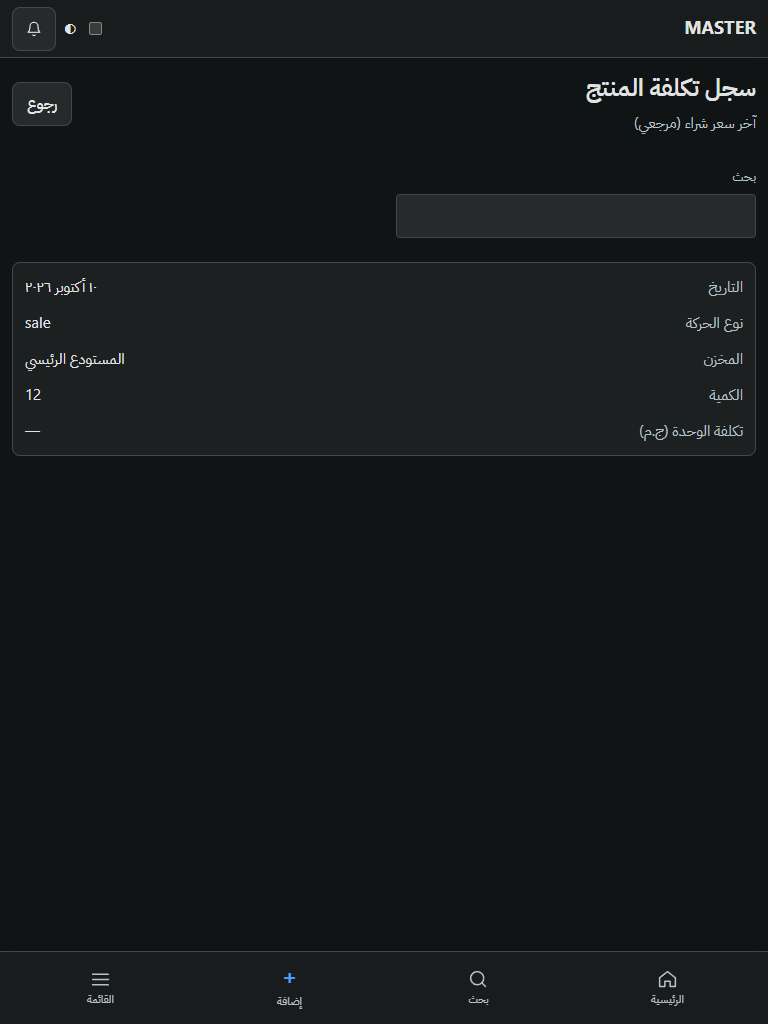 MASTER
سجل تكلفة المنتج
رجوع
آخر سعر شراء (مرجعي)
بحث
التاريخ ١٠ أكتوبر ٢٠٢٦
نوع الحركة sale
المخزن المستودع الرئيسي
الكمية 12
تكلفة الوحدة (ج.م) —
الرئيسية
بحث
إضافة
القائمة